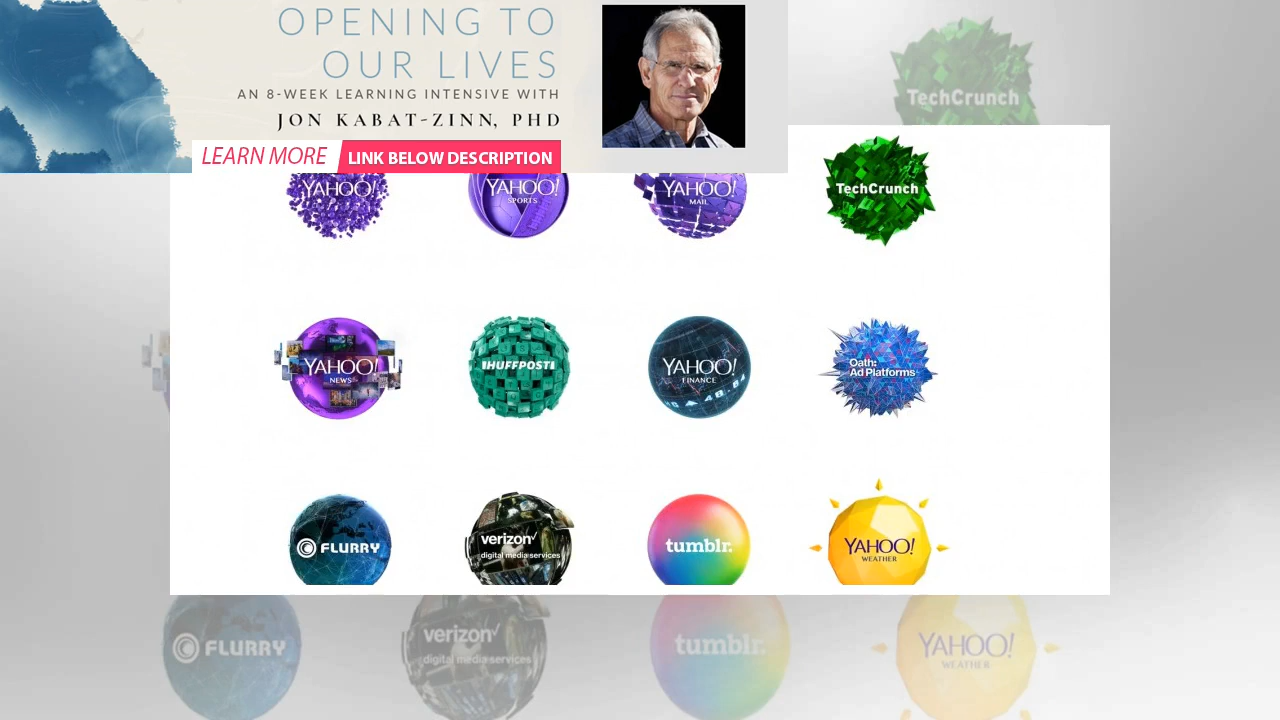 OPENING TO
OUR LIVES
AN 8-WEEK LEARNING INTENSIVE WITH
JON KABAT-ZINN, PHD
LEARN MORE
LINK BELOW DESCRIPTION
TechCrunch
YAHOO!
YAHOO!
SPORTS
YAHOO!
MAIL
TechCrunch
YAHOO!
NEWS
HUFFPOST
YAHOO!
FINANCE
Oath:
Ad Platforms
FLURRY
verizon✓
digital media services
tumblr.
YAHOO!
WEATHER
FLURRY
verizon✓
digital media services
tumblr.
YAHOO!
WEATHER